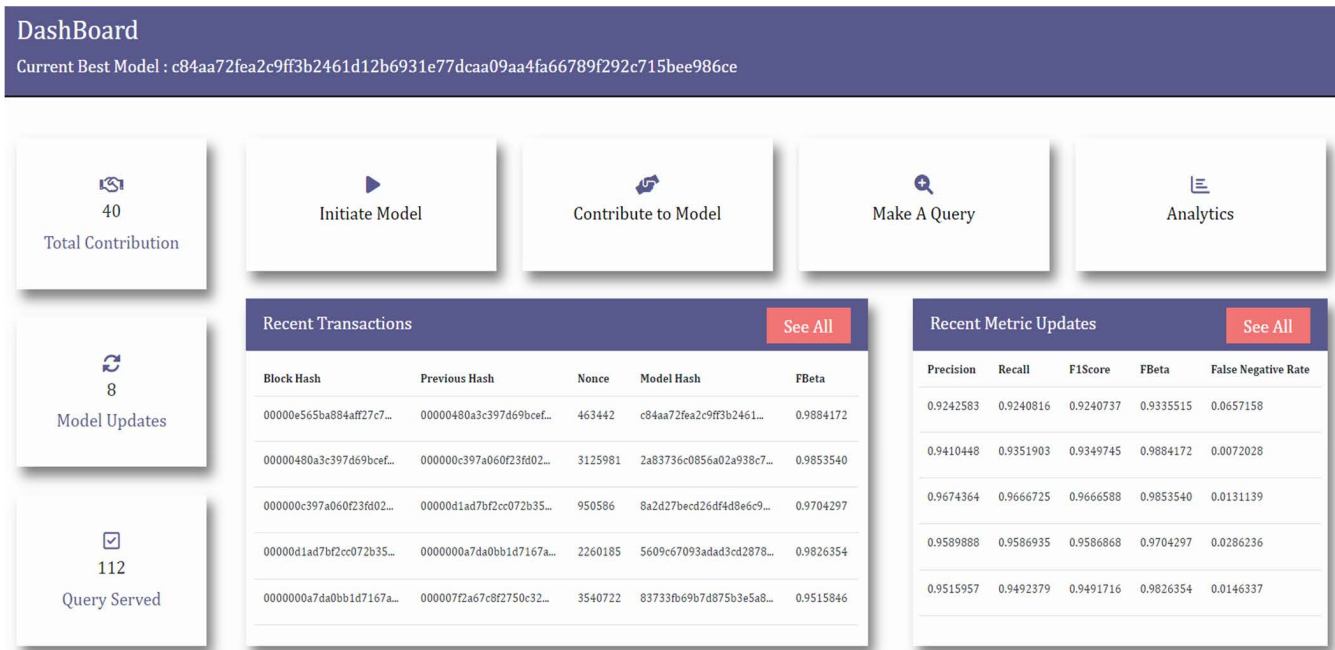 DashBoard
Current Best Model : c84aa72fea2c9ff3b2461d12b6931e77dcaa09aa4fa66789f292c715bee986ce
40
Total Contribution
Initiate Model
Contribute to Model
Make A Query
Analytics
8
Model Updates
112
Query Served
Recent Transactions See All
Block Hash Previous Hash Nonce Model Hash FBeta
00000e565ba884aff27c7... 00000480a3c397d69bcef... 463442 c84aa72fea2c9ff3b2461... 0.9884172
00000480a3c397d69bcef... 000000c397a060f23fd02... 3125981 2a83736c0856a02a938c7... 0.9853540
000000c397a060f23fd02... 00000d1ad7bf2cc072b35... 950586 8a2d27becd26df4d8e6c9... 0.9704297
00000d1ad7bf2cc072b35... 0000000a7da0bb1d7167a... 2260185 5609c67093adad3cd2878... 0.9826354
0000000a7da0bb1d7167a... 000007f2a67c8f2750c32... 3540722 83733fb69b7d875b3e5a8... 0.9515846
Recent Metric Updates See All
Precision Recall F1Score FBeta False Negative Rate
0.9242583 0.9240816 0.9240737 0.9335515 0.0657158
0.9410448 0.9351903 0.9349745 0.9884172 0.0072028
0.9674364 0.9666725 0.9666588 0.9853540 0.0131139
0.9589888 0.9586935 0.9586868 0.9704297 0.0286236
0.9515957 0.9492379 0.9491716 0.9826354 0.0146337